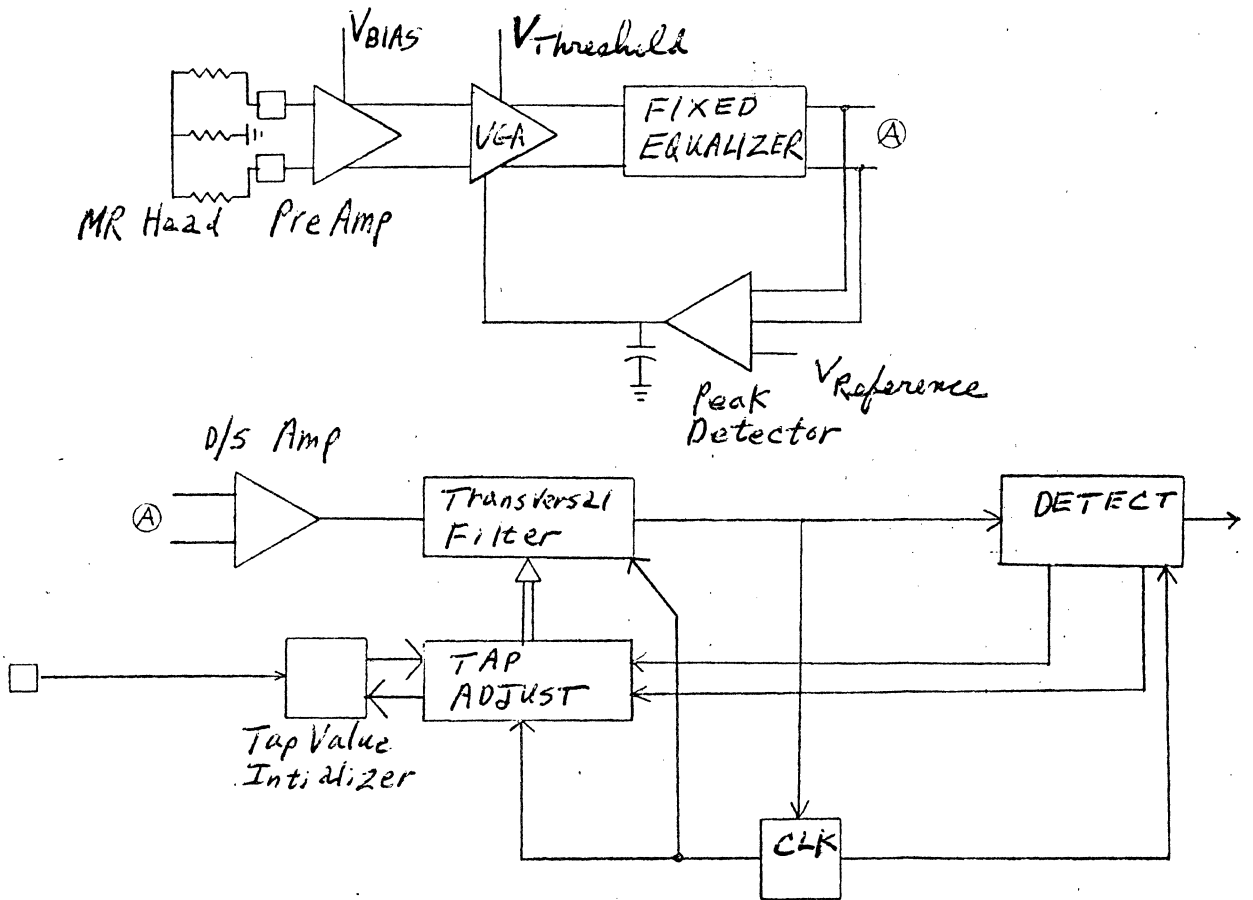 VBIAS
VThreshold
VGA
FIXED
EQUALIZER
A
MR Head
Pre Amp
VReference
Peak
Detector
D/S Amp
A
Transversal
Filter
DETECT
TAP
ADJUST
Tap Value
Intializer
CLK